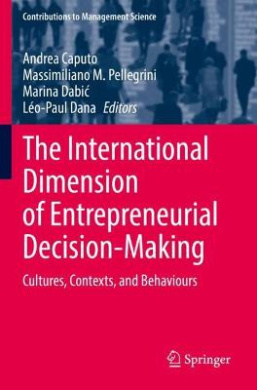 Contributions to Management Science
Andrea Caputo
Massimiliano M. Pellegrini
Marina Dabić
Léo-Paul Dana Editors
The International
Dimension
of Entrepreneurial
Decision-Making
Cultures, Contexts, and Behaviours
Springer